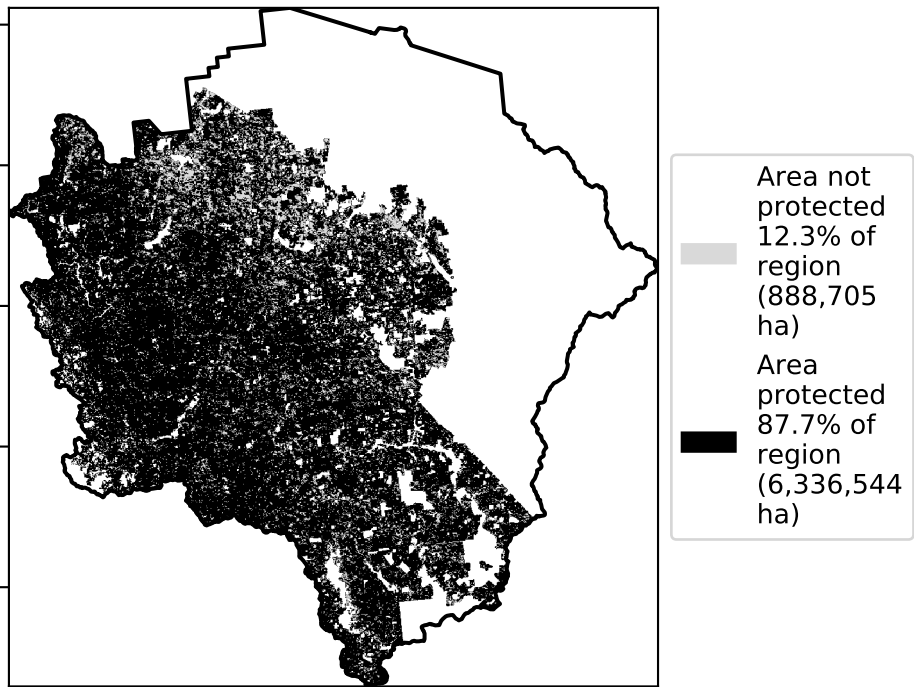 Area not
protected
12.3% of
region
(888,705
ha)
Area
protected
87.7% of
region
(6,336,544
ha)